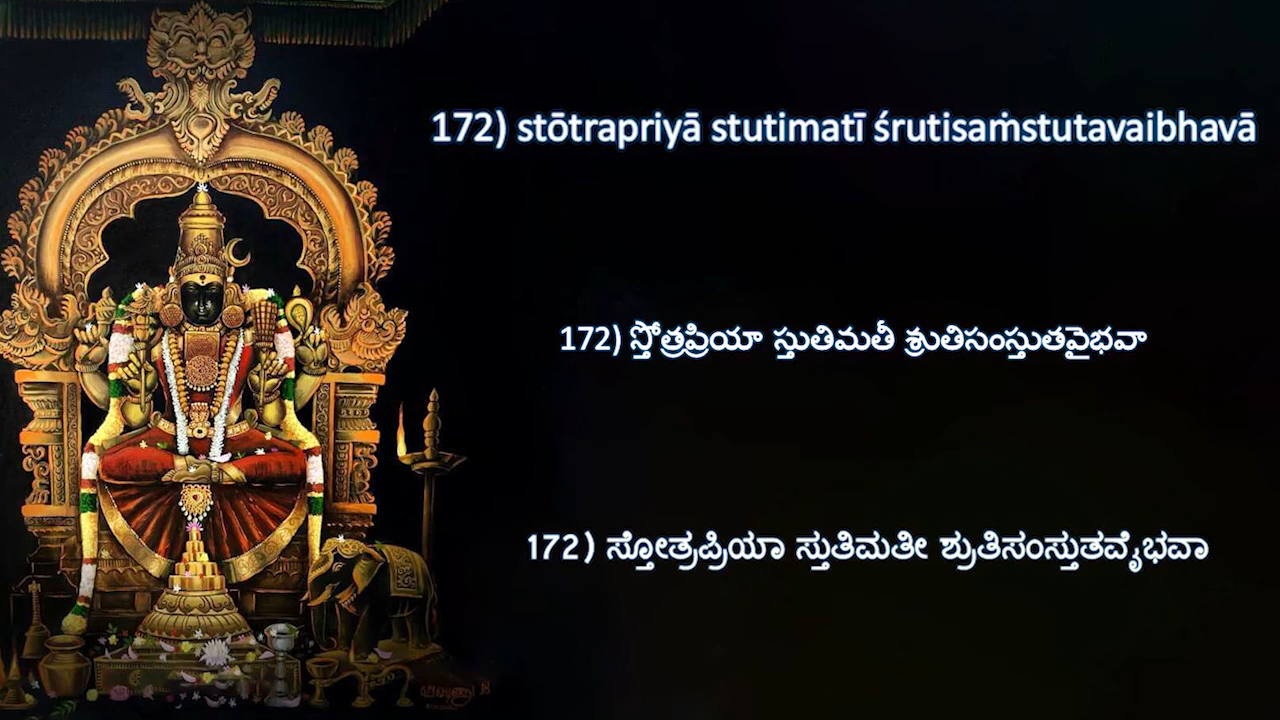 172) stōtrapriyā stutimatī śrutisaṁstutavaibhavā
172) స్తోత్రప్రియా స్తుతిమతీ శ్రుతిసంస్తుతవైభవా
172) ಸ್ತೋತ್ರಪ್ರಿಯಾ ಸ್ತುತಿಮತೀ ಶ್ರುತಿಸಂಸ್ತುತವೈಭವಾ